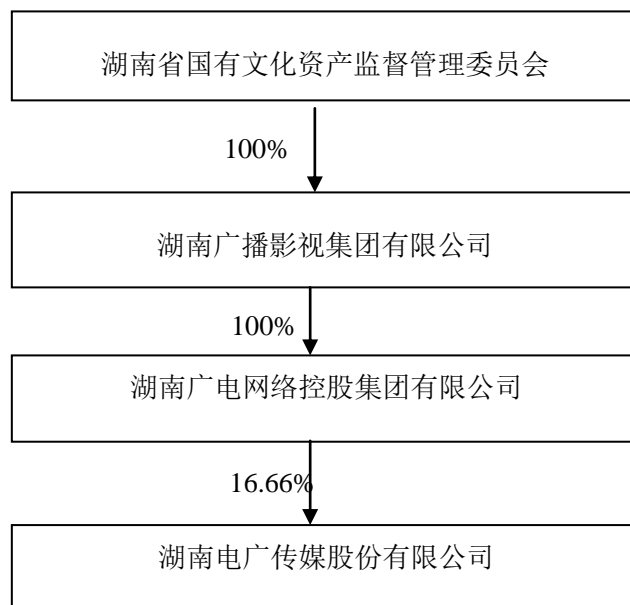 湖南省国有文化资产监督管理委员会
100%
湖南广播影视集团有限公司
100%
湖南广电网络控股集团有限公司
16.66%
湖南电广传媒股份有限公司